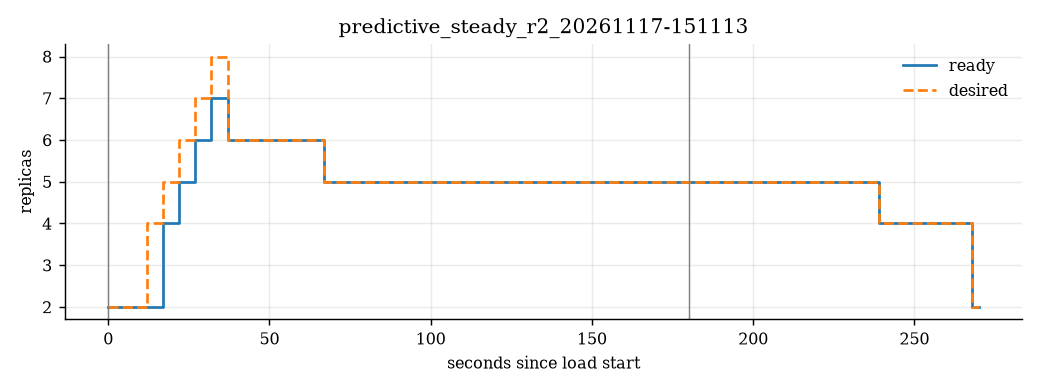 predictive_steady_r2_20261117-151113
ready
desired
replicas
8
7
6
5
4
3
2
0 50 100 150 200 250
seconds since load start